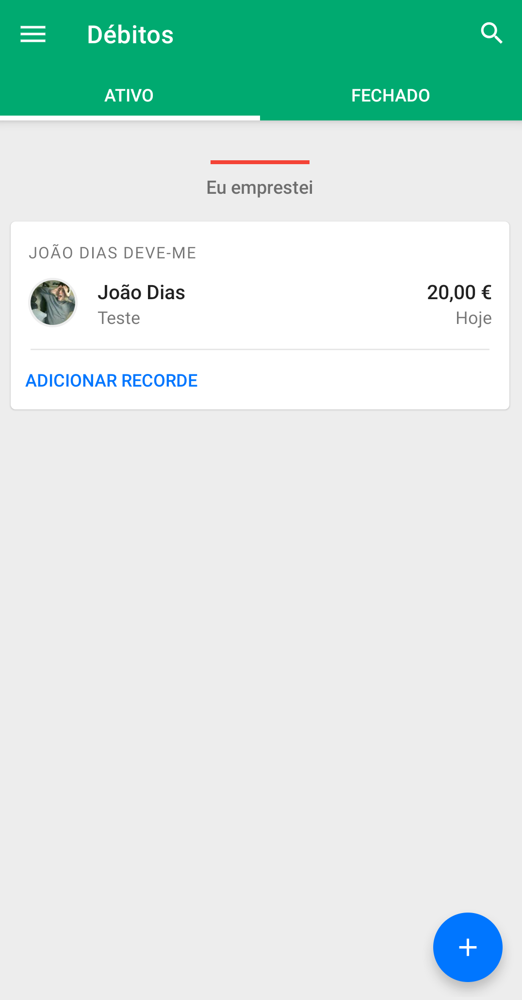 Débitos
ATIVO
FECHADO
Eu emprestei
JOÃO DIAS DEVE-ME
João Dias
20,00 €
Teste
Hoje
ADICIONAR RECORDE